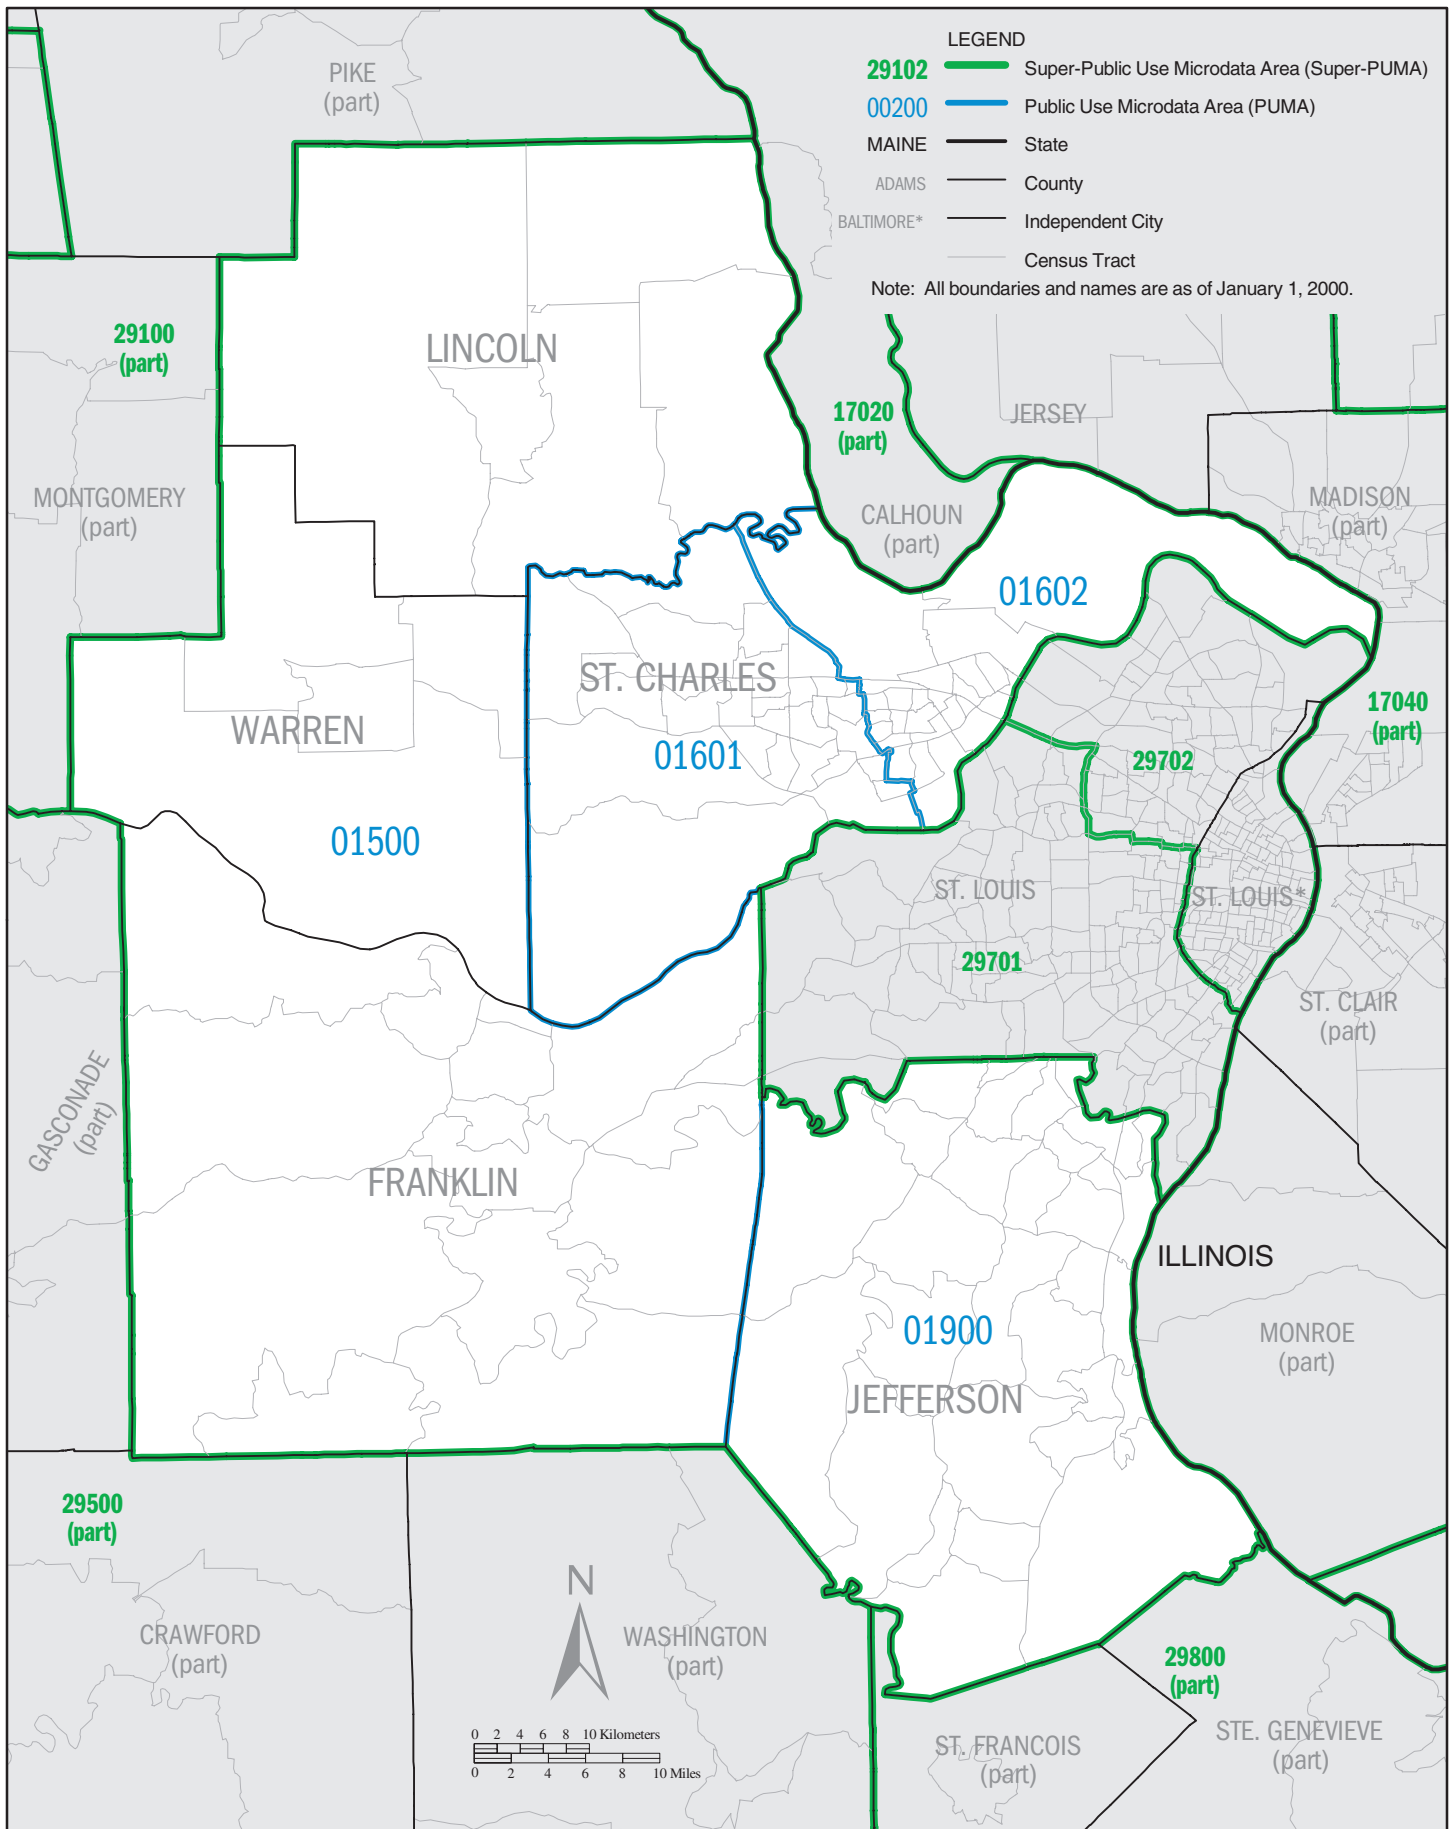 LEGEND
29102 Super-Public Use Microdata Area (Super-PUMA)
00200 Public Use Microdata Area (PUMA)
MAINE State
ADAMS County
BALTIMORE* Independent City
Census Tract
Note: All boundaries and names are as of January 1, 2000.
PIKE
(part)
29100
(part)
LINCOLN
17020
(part)
JERSEY
MONTGOMERY
(part)
CALHOUN
(part)
MADISON
(part)
01602
ST. CHARLES
WARREN
01601
17040
(part)
29702
01500
ST. LOUIS
ST. LOUIS*
29701
ST. CLAIR
(part)
GASCONADE
(part)
FRANKLIN
ILLINOIS
01900
MONROE
(part)
JEFFERSON
29500
(part)
N
CRAWFORD
(part)
WASHINGTON
(part)
29800
(part)
ST. FRANCOIS
(part)
STE. GENEVIEVE
(part)
0 2 4 6 8 10 Kilometers
0 2 4 6 8 10 Miles